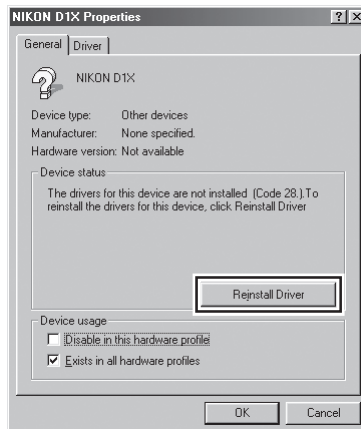 NIKON D1X Properties
General Driver
NIKON D1X
Device type: Other devices
Manufacturer: None specified.
Hardware version: Not available
Device status
The drivers for this device are not installed (Code 28.).To
reinstall the drivers for this device, click Reinstall Driver
Reinstall Driver
Device usage
Disable in this hardware profile
Exists in all hardware profiles
OK Cancel